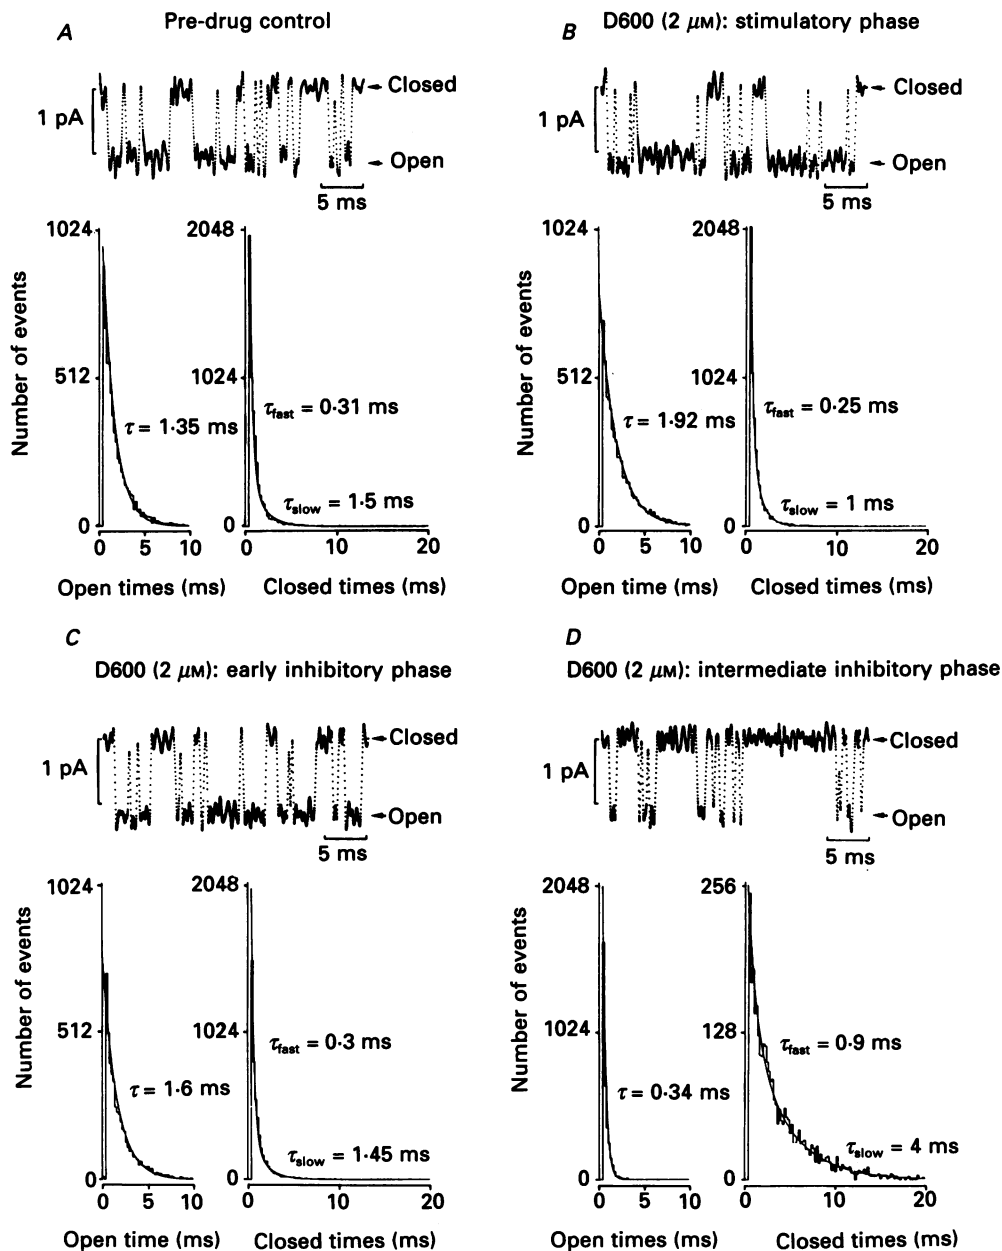 A
Pre-drug control
1 pA
Closed
Open
5 ms
Number of events
1024
512
0
τ = 1·35 ms
0 5 10
Open times (ms)
2048
1024
0
τfast = 0·31 ms
τslow = 1·5 ms
0 10 20
Closed times (ms)
B
D600 (2 μM): stimulatory phase
1 pA
Closed
Open
5 ms
Number of events
1024
512
0
τ = 1·92 ms
0 5 10
Open time (ms)
2048
1024
0
τfast = 0·25 ms
τslow = 1 ms
0 10 20
Closed times (ms)
C
D600 (2 μM): early inhibitory phase
1 pA
Closed
Open
5 ms
Number of events
1024
512
0
τ = 1·6 ms
0 5 10
Open time (ms)
2048
1024
0
τfast = 0·3 ms
τslow = 1·45 ms
0 10 20
Closed times (ms)
D
D600 (2 μM): intermediate inhibitory phase
1 pA
Closed
Open
5 ms
Number of events
2048
1024
0
τ = 0·34 ms
0 5 10
Open times (ms)
256
128
0
τfast = 0·9 ms
τslow = 4 ms
0 10 20
Closed times (ms)